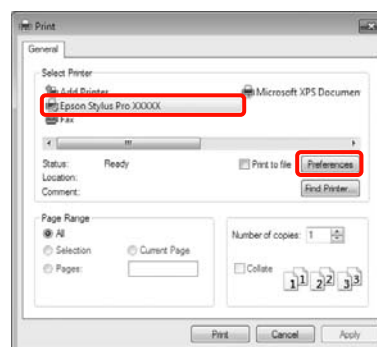 Print
General
Select Printer
Add Printer
Microsoft XPS Documen
Epson Stylus Pro XXXXX
Fax
Status: Ready
Print to file
Preferences
Location:
Comment:
Find Printer...
Page Range
All
Selection
Current Page
Pages:
Number of copies: 1
Collate
1 1 2 2 3 3
Print Cancel Apply